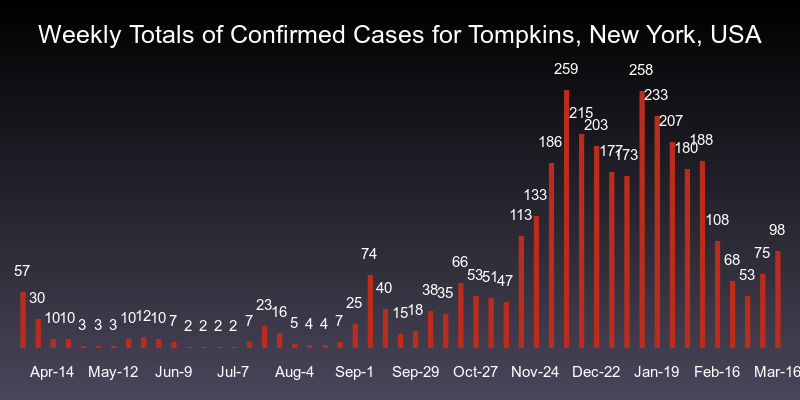 Weekly Totals of Confirmed Cases for Tompkins, New York, USA
57 30 10 10 3 3 3 10 12 10 7 2 2 2 2 7 23 16 5 4 4 7 25 74 40 15 18 38 35 66 53 51 47 113 133 186 259 215 203 177 173 258 233 207 180 188 108 68 53 75 98
Apr-14 May-12 Jun-9 Jul-7 Aug-4 Sep-1 Sep-29 Oct-27 Nov-24 Dec-22 Jan-19 Feb-16 Mar-16